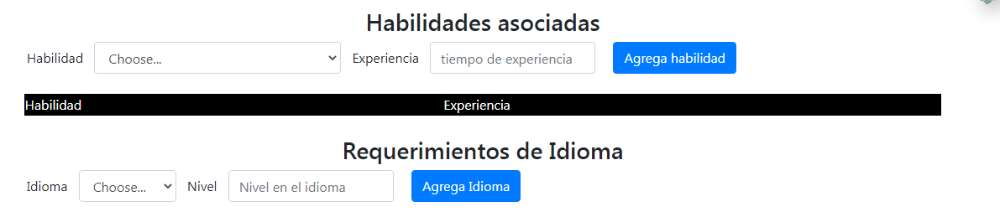 Habilidades asociadas
Habilidad Choose... Experiencia tiempo de experiencia Agrega habilidad
Habilidad Experiencia
Requerimientos de Idioma
Idioma Choose... Nivel Nivel en el idioma Agrega Idioma